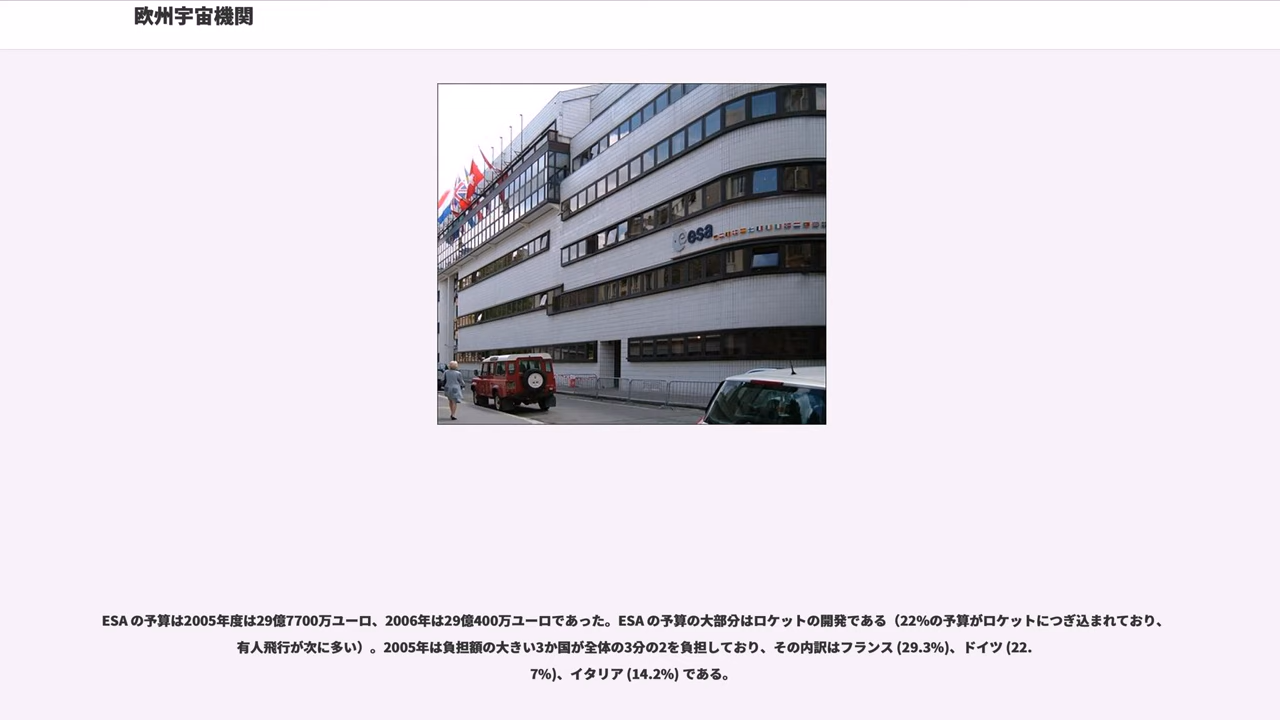 欧州宇宙機関
esa
ESA の予算は2005年度は29億7700万ユーロ、2006年は29億400万ユーロであった。ESA の予算の大部分はロケットの開発である（22%の予算がロケットにつぎ込まれており、
有人飛行が次に多い）。2005年は負担額の大きい3か国が全体の3分の2を負担しており、その内訳はフランス (29.3%)、ドイツ (22.
7%)、イタリア (14.2%) である。